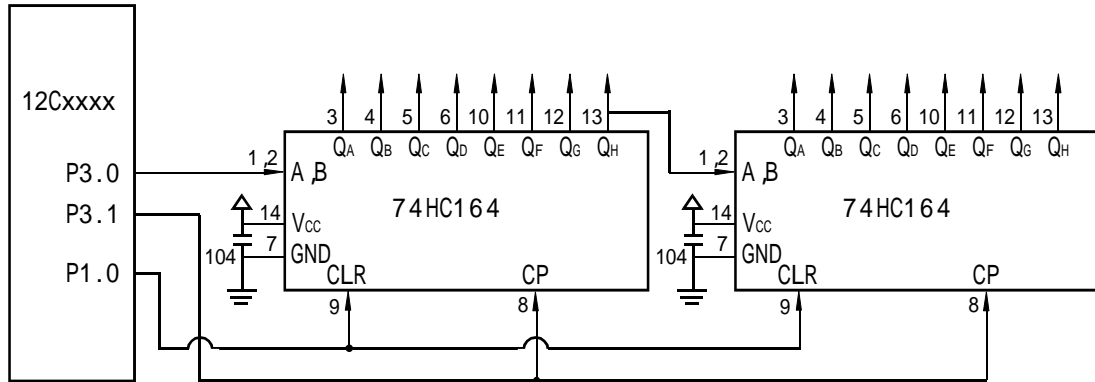 12Cxxxx
P3.0
P3.1
P1.0
3 4 5 6 10 11 12 13
QA QB QC QD QE QF QG QH
1,2
A,B
74HC164
14
VCC
7
GND
104
CLR
CP
9
8
3 4 5 6 10 11 12 13
QA QB QC QD QE QF QG QH
1,2
A,B
74HC164
14
VCC
7
GND
104
CLR
CP
9
8